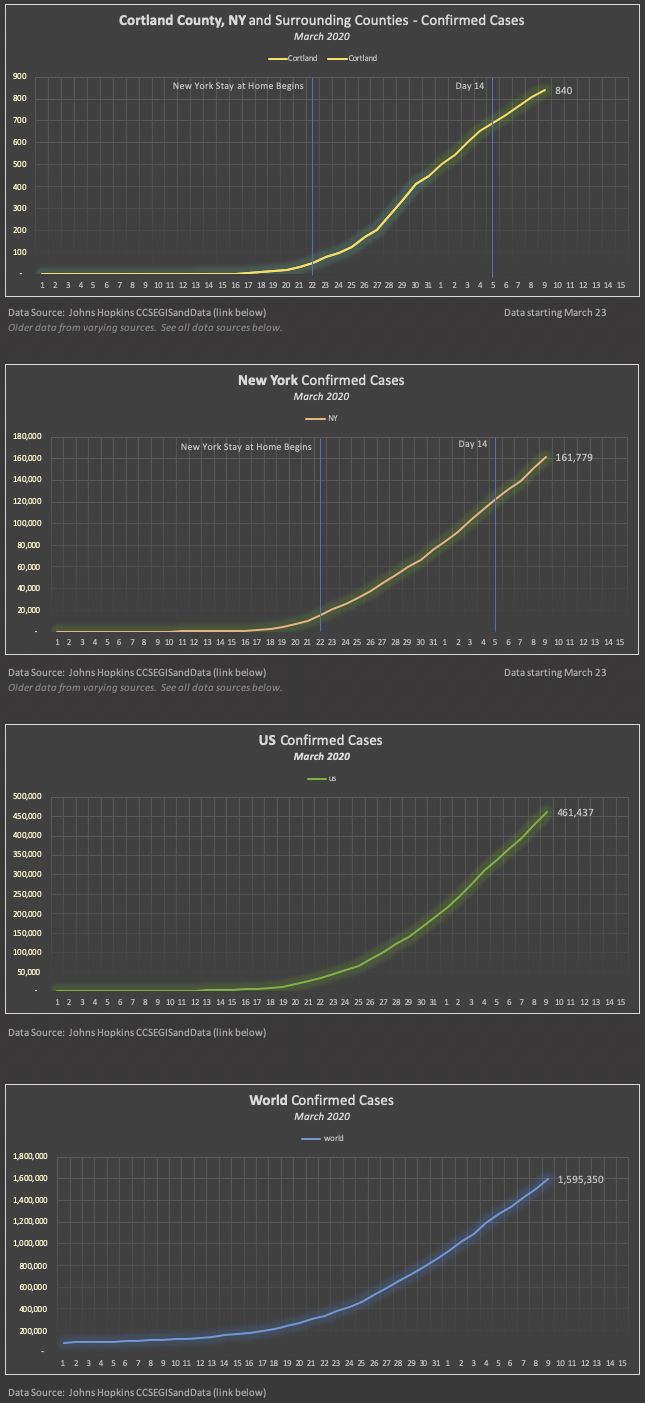 Cortland County, NY and Surrounding Counties - Confirmed Cases
March 2020
Cortland Cortland
900
800
700
600
500
400
300
200
100
-
New York Stay at Home Begins
Day 14
840
1 2 3 4 5 6 7 8 9 10 11 12 13 14 15 16 17 18 19 20 21 22 23 24 25 26 27 28 29 30 31 1 2 3 4 5 6 7 8 9 10 11 12 13 14 15
Data Source: Johns Hopkins CCSEGISandData (link below) Data starting March 23
Older data from varying sources. See all data sources below.
New York Confirmed Cases
March 2020
NY
180,000
160,000
140,000
120,000
100,000
80,000
60,000
40,000
20,000
-
New York Stay at Home Begins
Day 14
161,779
1 2 3 4 5 6 7 8 9 10 11 12 13 14 15 16 17 18 19 20 21 22 23 24 25 26 27 28 29 30 31 1 2 3 4 5 6 7 8 9 10 11 12 13 14 15
Data Source: Johns Hopkins CCSEGISandData (link below) Data starting March 23
Older data from varying sources. See all data sources below.
US Confirmed Cases
March 2020
US
500,000
450,000
400,000
350,000
300,000
250,000
200,000
150,000
100,000
50,000
-
461,437
1 2 3 4 5 6 7 8 9 10 11 12 13 14 15 16 17 18 19 20 21 22 23 24 25 26 27 28 29 30 31 1 2 3 4 5 6 7 8 9 10 11 12 13 14 15
Data Source: Johns Hopkins CCSEGISandData (link below)
World Confirmed Cases
March 2020
world
1,800,000
1,600,000
1,400,000
1,200,000
1,000,000
800,000
600,000
400,000
200,000
-
1,595,350
1 2 3 4 5 6 7 8 9 10 11 12 13 14 15 16 17 18 19 20 21 22 23 24 25 26 27 28 29 30 31 1 2 3 4 5 6 7 8 9 10 11 12 13 14 15
Data Source: Johns Hopkins CCSEGISandData (link below)